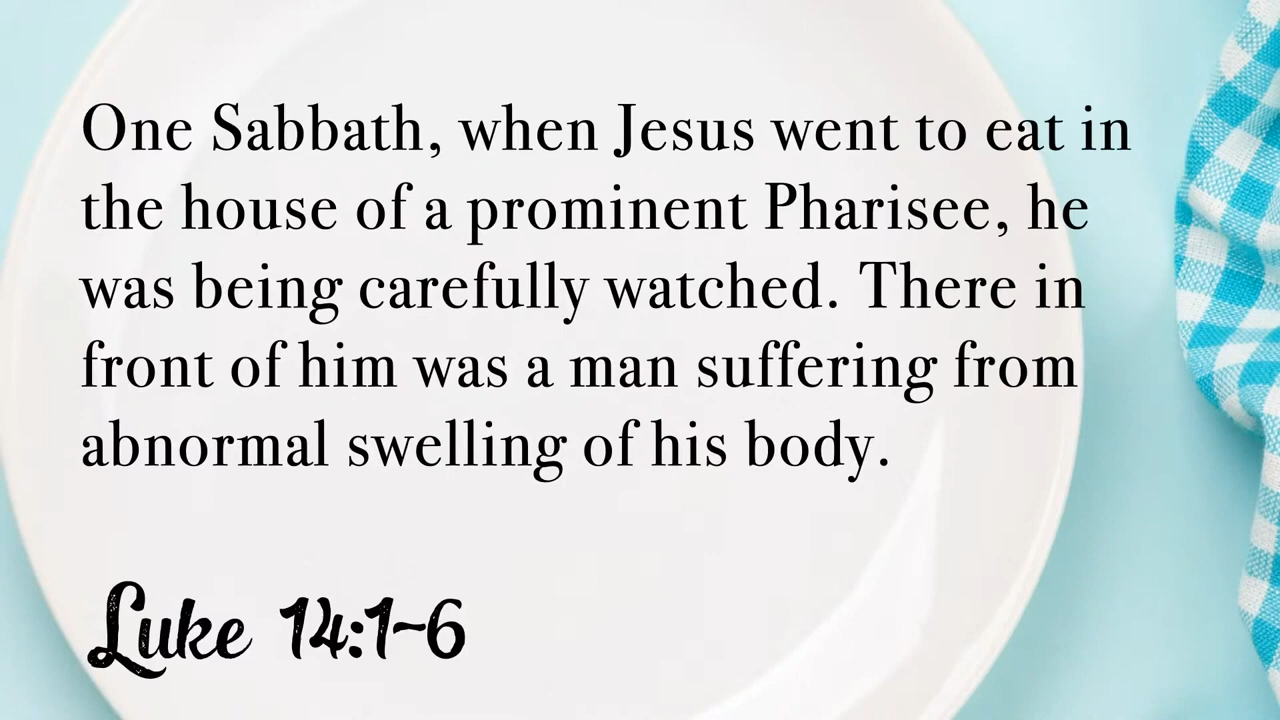 One Sabbath, when Jesus went to eat in
the house of a prominent Pharisee, he
was being carefully watched. There in
front of him was a man suffering from
abnormal swelling of his body.
Luke 14:1-6